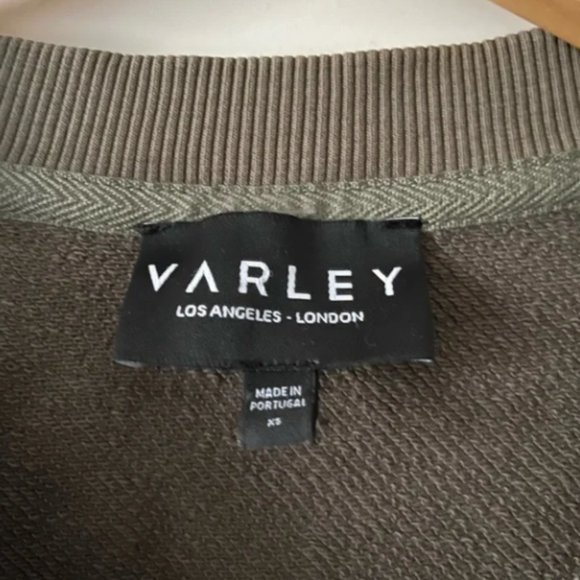 VARLEY
LOS ANGELES - LONDON
MADE IN
PORTUGAL
XS